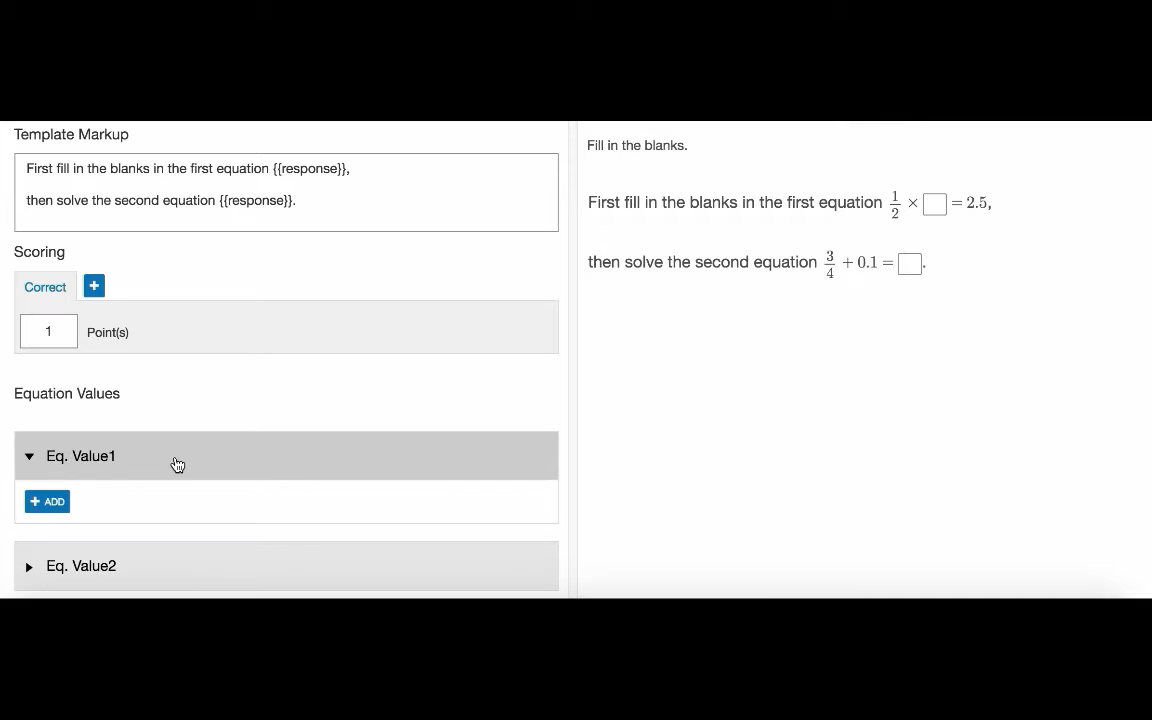 Template Markup
First fill in the blanks in the first equation {{response}},
then solve the second equation {{response}}.
Scoring
Correct +
1 Point(s)
Equation Values
Eq. Value1
+ ADD
Eq. Value2
Fill in the blanks.
First fill in the blanks in the first equation 1/2 × □ = 2.5,
then solve the second equation 3/4 + 0.1 = □.